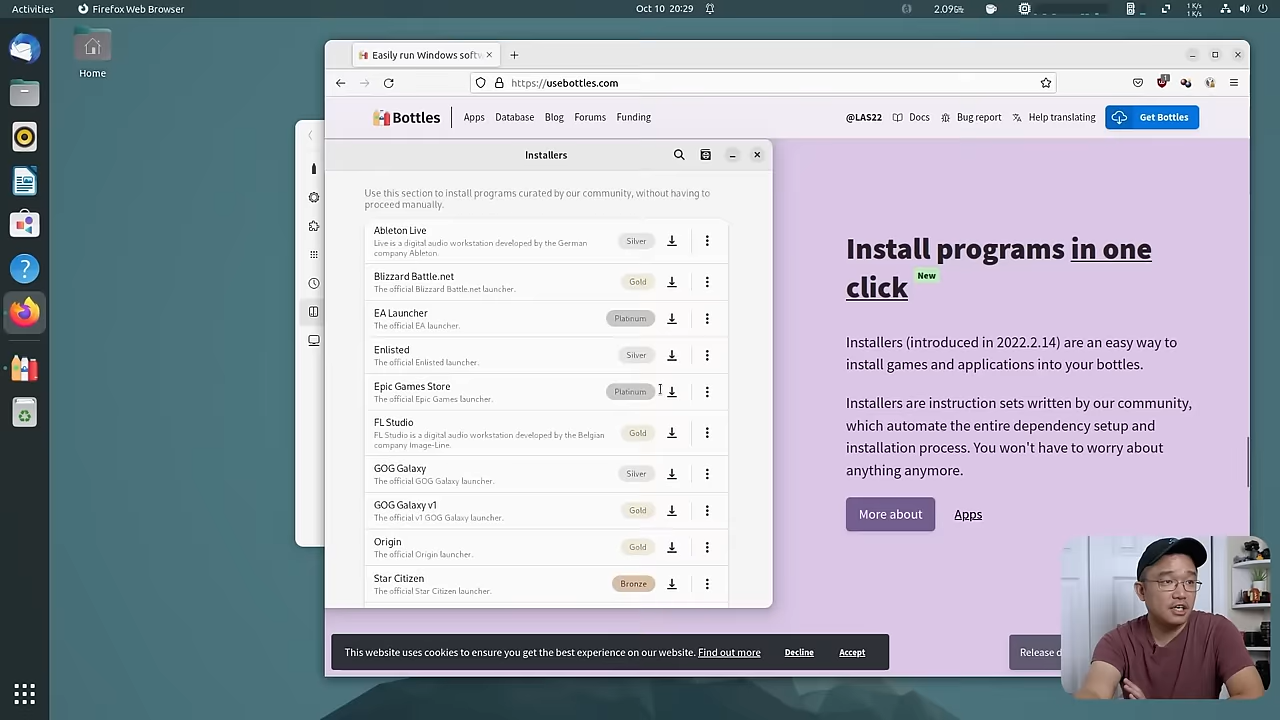 Activities
Firefox Web Browser
Oct 10 20:29
2.09GHz
1K/s
1K/s
Home
Easily run Windows softw
https://usebottles.com
Bottles
Apps
Database
Blog
Forums
Funding
@LAS22
Docs
Bug report
Help translating
Get Bottles
Installers
Use this section to install programs curated by our community, without having to
proceed manually.
Ableton Live
Live is a digital audio workstation developed by the German
company Ableton.
Silver
Blizzard Battle.net
The official Blizzard Battle.net launcher.
Gold
EA Launcher
The official EA launcher.
Platinum
Enlisted
The official Enlisted launcher.
Silver
Epic Games Store
The official Epic Games launcher.
Platinum
FL Studio
FL Studio is a digital audio workstation developed by the Belgian
company Image-Line.
Gold
GOG Galaxy
The official GOG Galaxy launcher.
Silver
GOG Galaxy v1
The official v1 GOG Galaxy launcher.
Gold
Origin
The official Origin launcher.
Gold
Star Citizen
The official Star Citizen launcher.
Bronze
Install programs in one
click New
Installers (introduced in 2022.2.14) are an easy way to
install games and applications into your bottles.
Installers are instruction sets written by our community,
which automate the entire dependency setup and
installation process. You won't have to worry about
anything anymore.
More about
Apps
This website uses cookies to ensure you get the best experience on our website. Find out more
Decline
Accept
Release